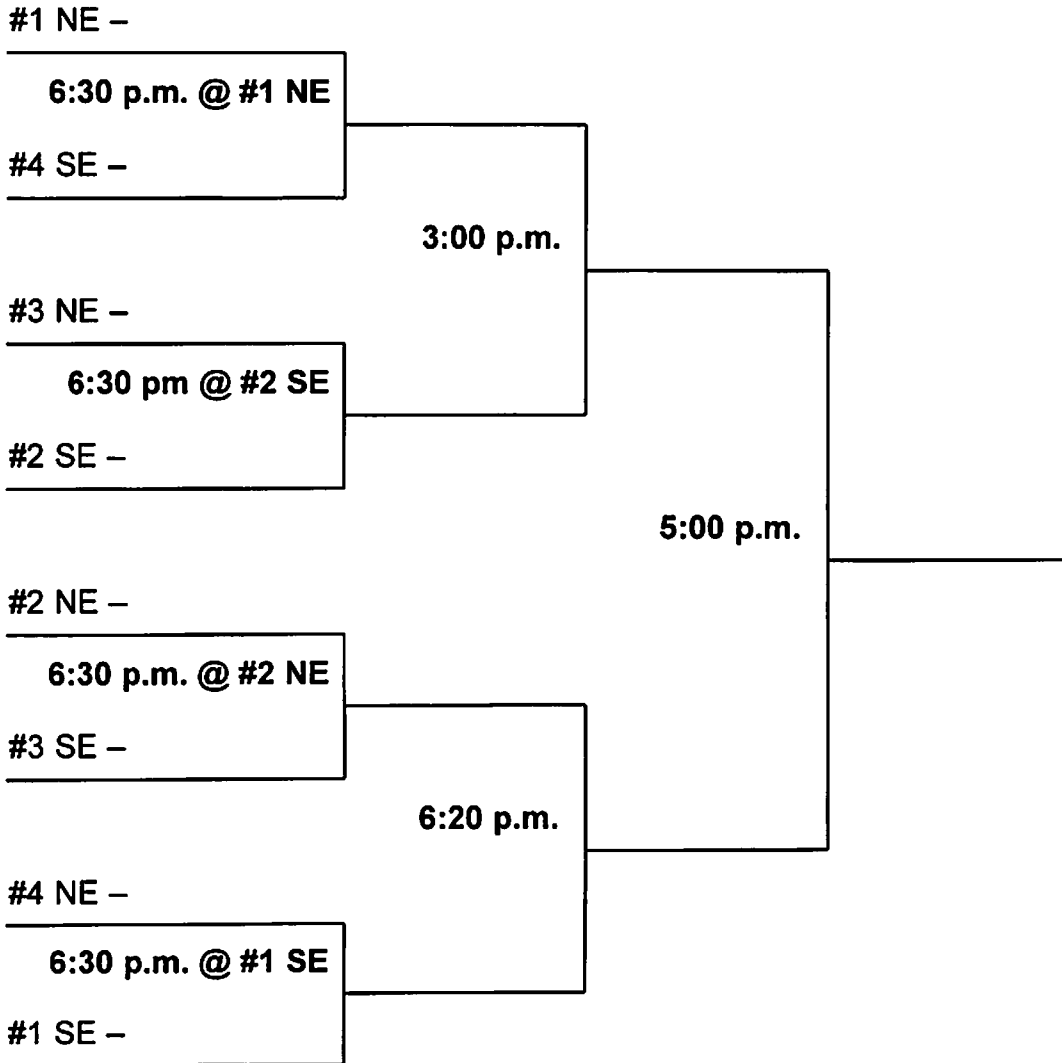 #1 NE –
6:30 p.m. @ #1 NE
#4 SE –
3:00 p.m.
#3 NE –
6:30 pm @ #2 SE
#2 SE –
5:00 p.m.
#2 NE –
6:30 p.m. @ #2 NE
#3 SE –
6:20 p.m.
#4 NE –
6:30 p.m. @ #1 SE
#1 SE –